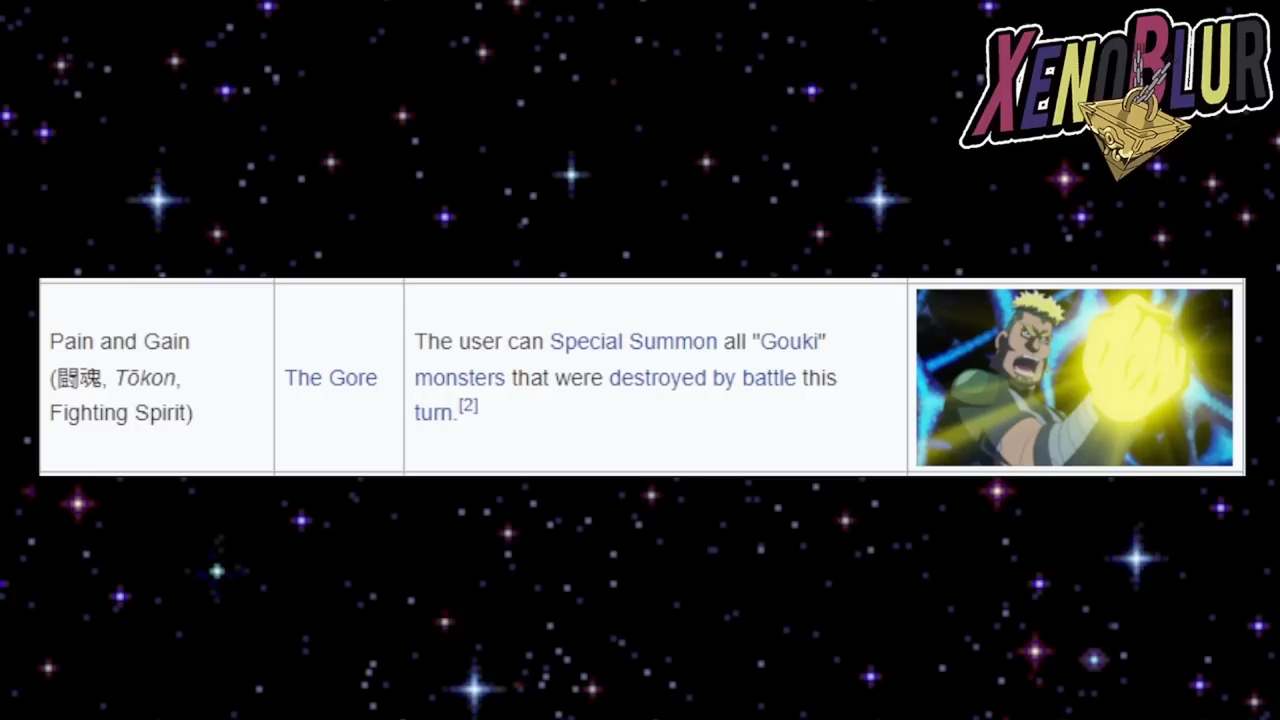 XENOBLUR
Pain and Gain
(闘魂, Tōkon,
Fighting Spirit)
The Gore
The user can Special Summon all "Gouki"
monsters that were destroyed by battle this
turn.[2]